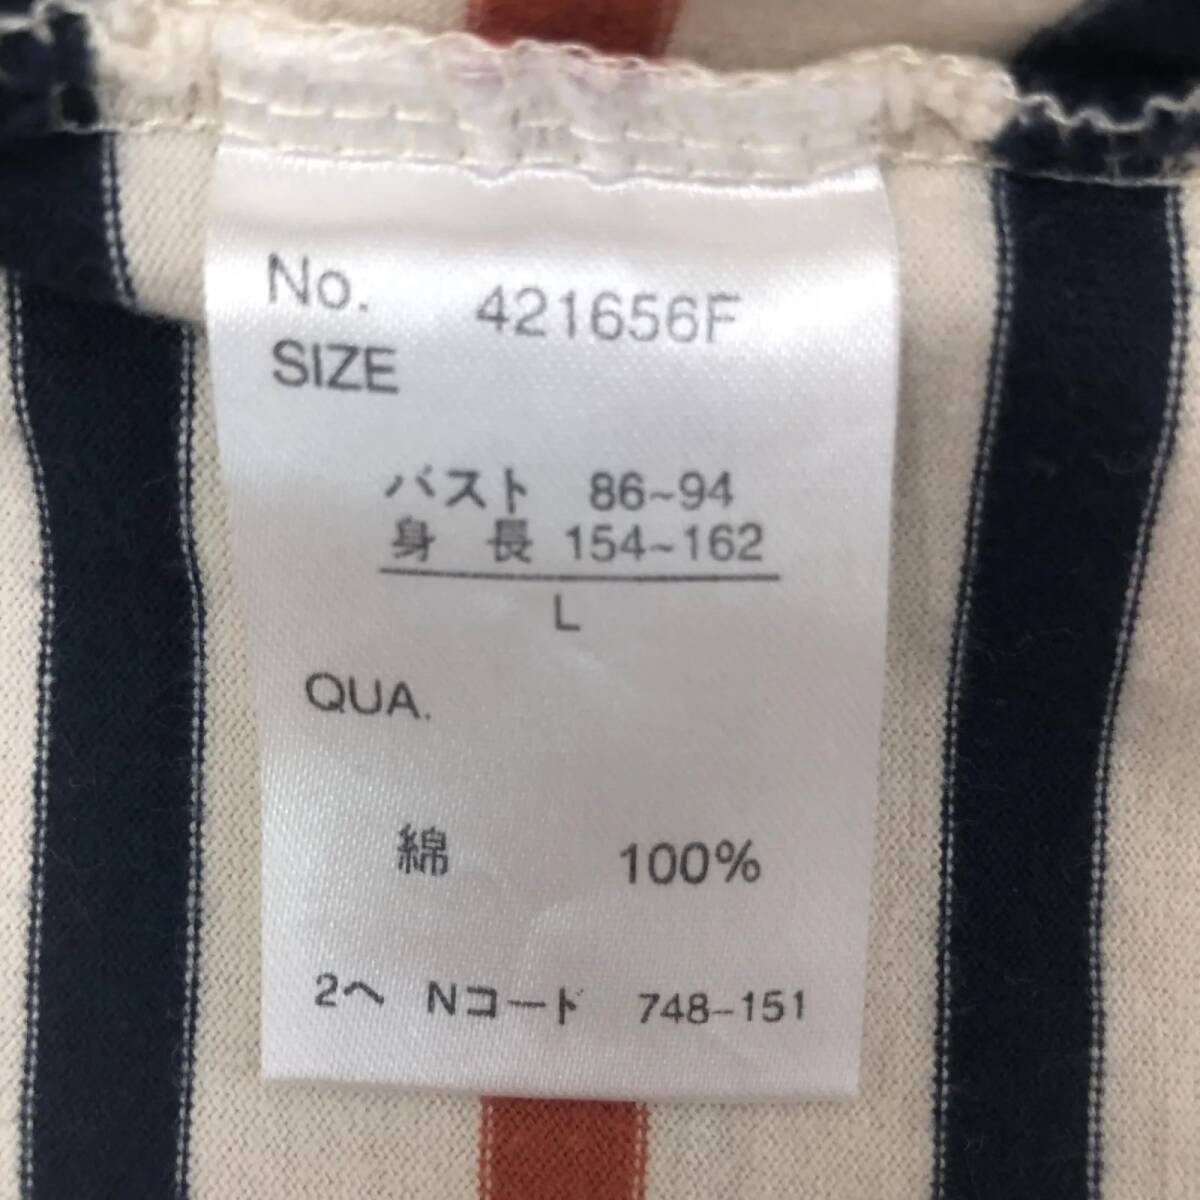 No. 421656F
SIZE
バスト 86~94
身長 154~162
L
QUA.
綿 100%
2ヘ Nコード 748-151